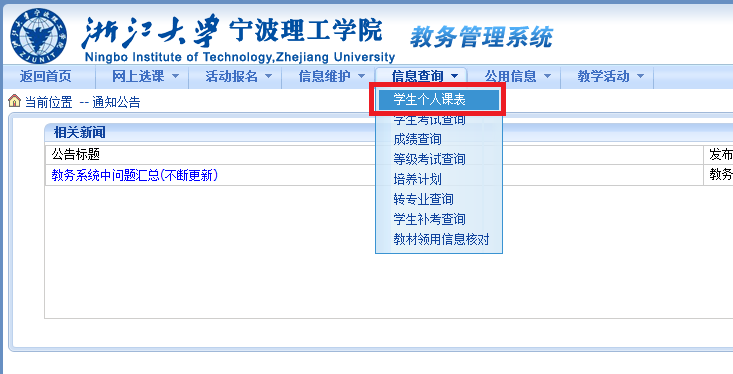 浙江大学 宁波理工学院 教务管理系统
Ningbo Institute of Technology,Zhejiang University
NIT
ZJUNIT
返回首页 网上选课 活动报名 信息维护 信息查询 公用信息 教学活动
当前位置 -- 通知公告
学生个人课表
学生考试查询
成绩查询
等级考试查询
培养计划
转专业查询
学生补考查询
教材领用信息核对
相关新闻
公告标题 发布
教务系统中问题汇总(不断更新) 教务